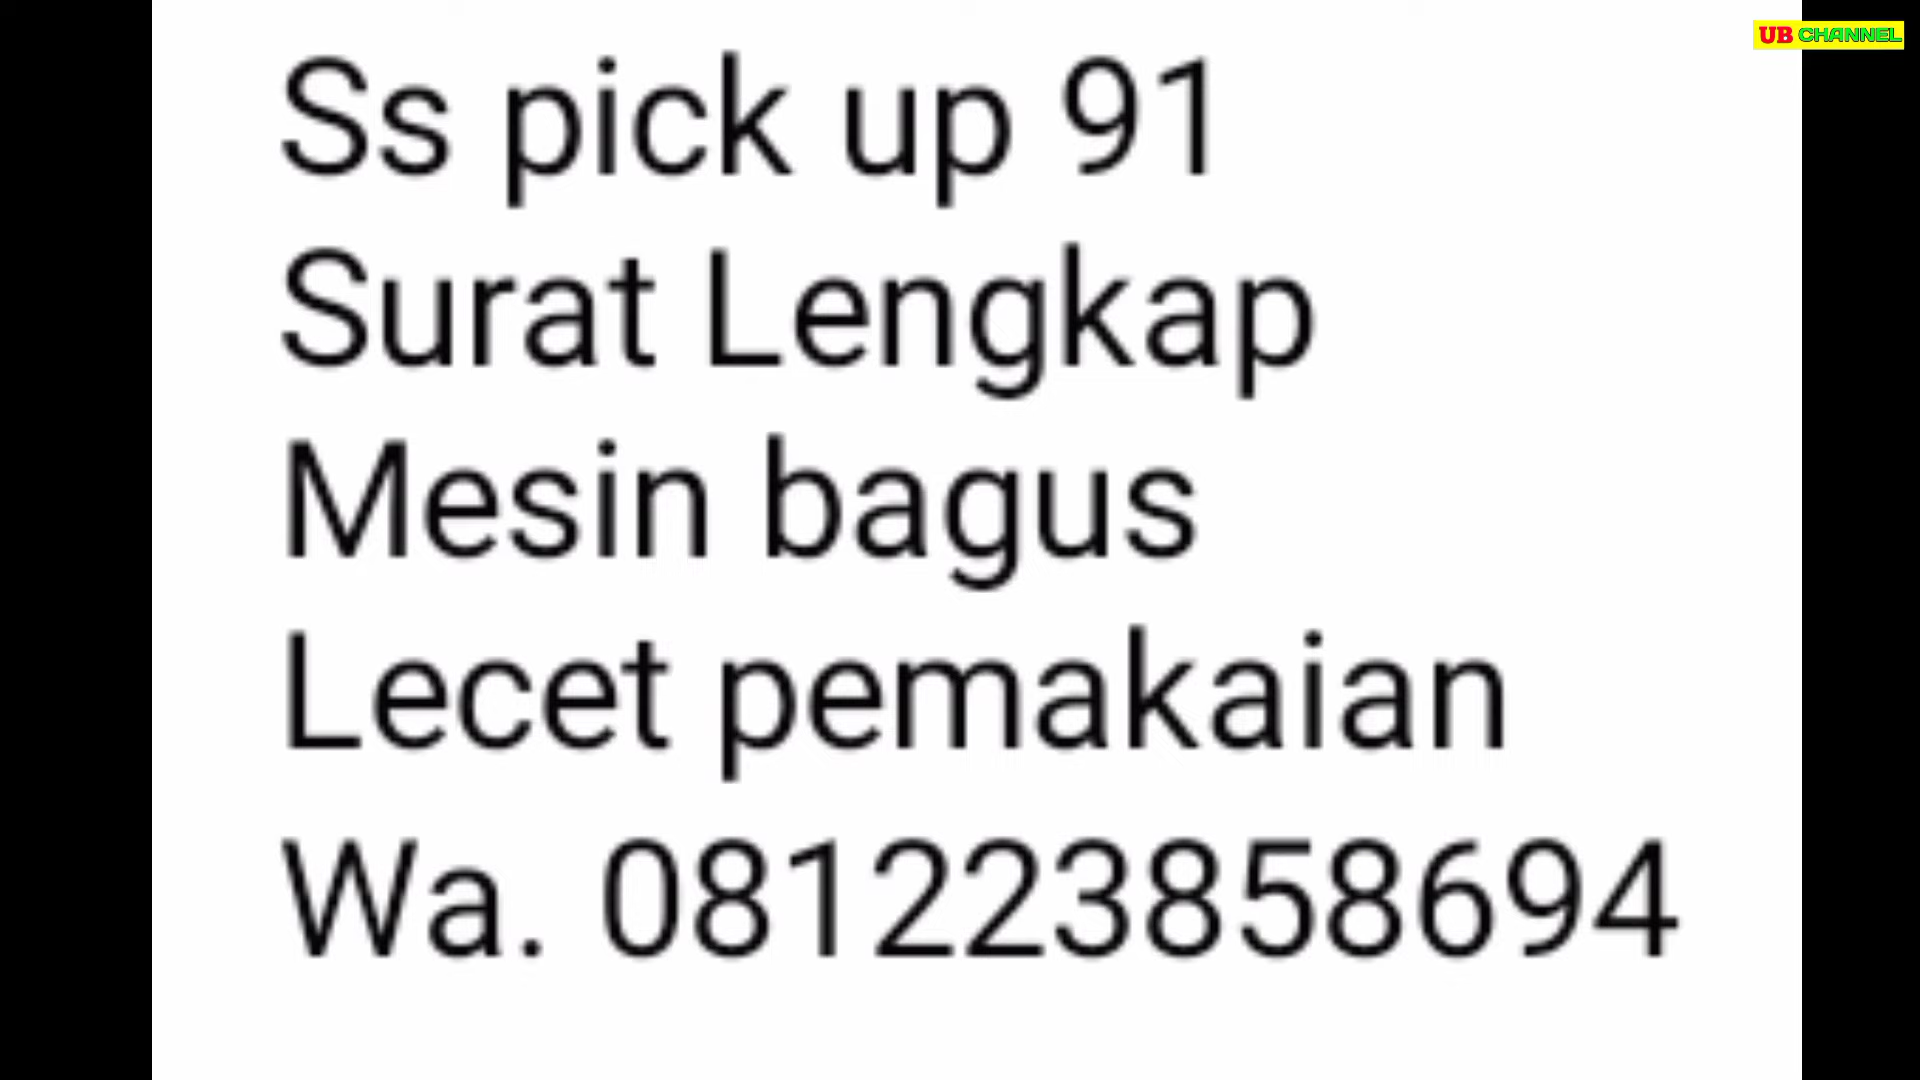 UB CHANNEL
Ss pick up 91
Surat Lengkap
Mesin bagus
Lecet pemakaian
Wa. 081223858694